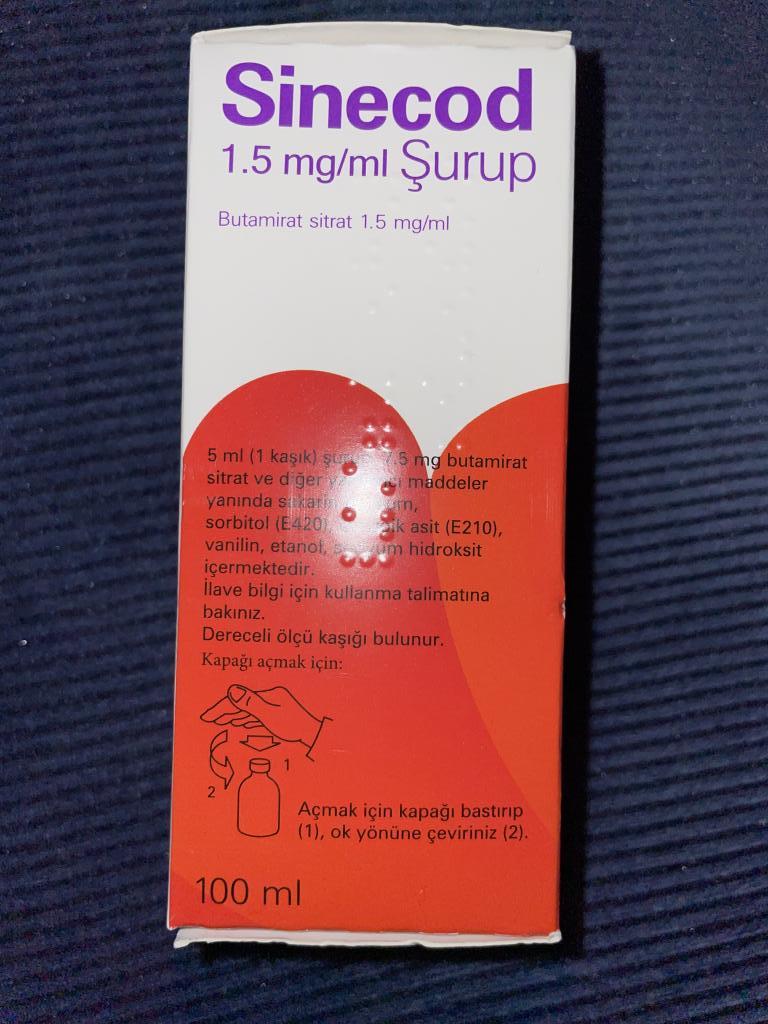 Sinecod
1.5 mg/ml Şurup
Butamirat sitrat 1.5 mg/ml
5 ml (1 kaşık) 7.5 mg butamirat
sitrat ve diğer maddeler
yanında
sorbitol (E420), asit (E210),
vanilin, etanol, hidroksit
içermektedir.
İlave bilgi için kullanma talimatına
bakınız.
Dereceli ölçü kaşığı bulunur.
Kapağı açmak için:
1
2
Açmak için kapağı bastırıp
(1), ok yönüne çeviriniz (2).
100 ml